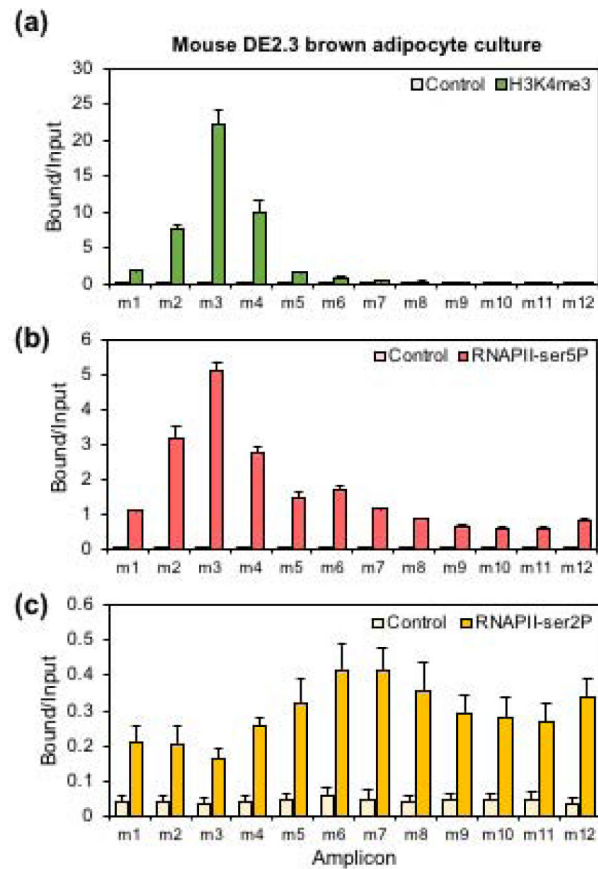 (a)
Mouse DE2.3 brown adipocyte culture
Control H3K4me3
Bound/Input
30
25
20
15
10
5
0
m1 m2 m3 m4 m5 m6 m7 m8 m9 m10 m11 m12
(b)
Control RNAPII-ser5P
Bound/Input
6
5
4
3
2
1
0
m1 m2 m3 m4 m5 m6 m7 m8 m9 m10 m11 m12
(c)
Control RNAPII-ser2P
Bound/Input
0.6
0.5
0.4
0.3
0.2
0.1
0
m1 m2 m3 m4 m5 m6 m7 m8 m9 m10 m11 m12
Amplicon